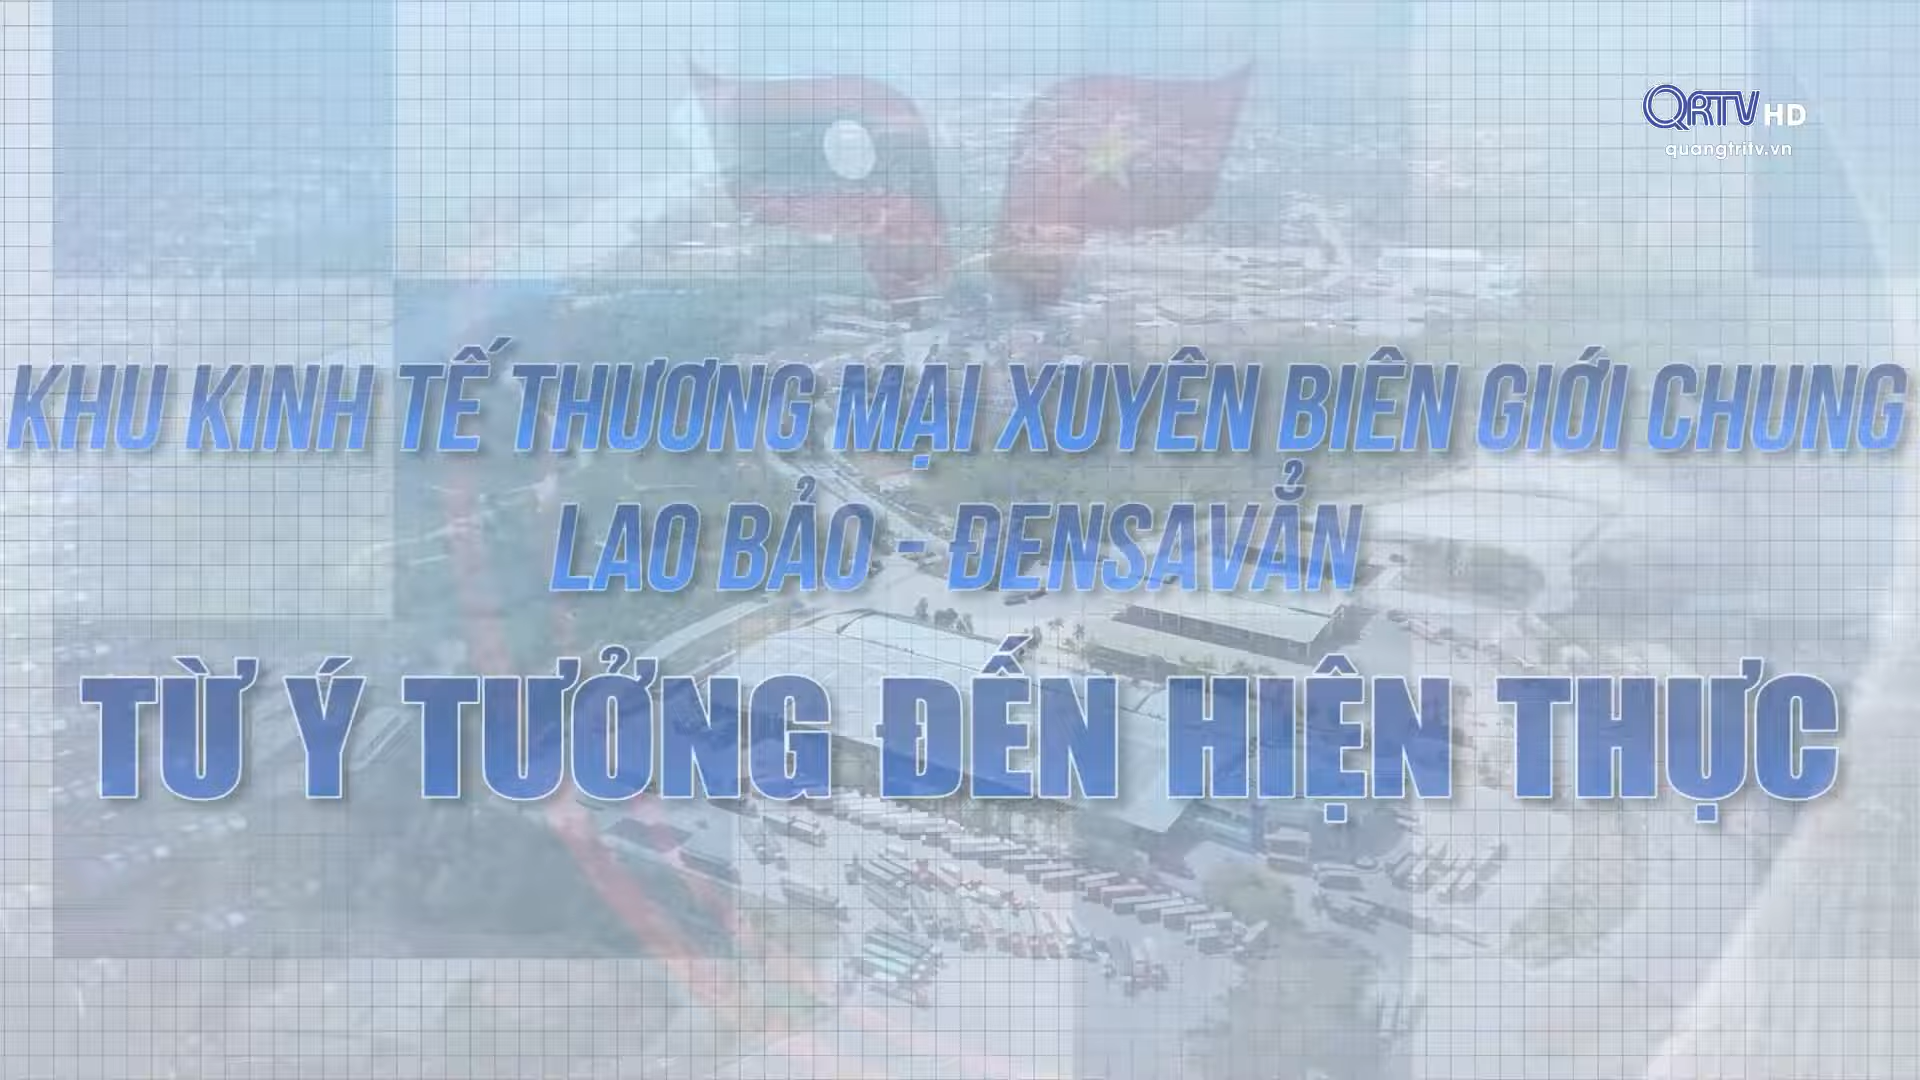 QRTV HD
quangtritv.vn
KHU KINH TẾ THƯƠNG MẠI XUYÊN BIÊN GIỚI CHUNG
LAO BẢO - ĐENSAVẲN
TỪ Ý TƯỞNG ĐẾN HIỆN THỰC